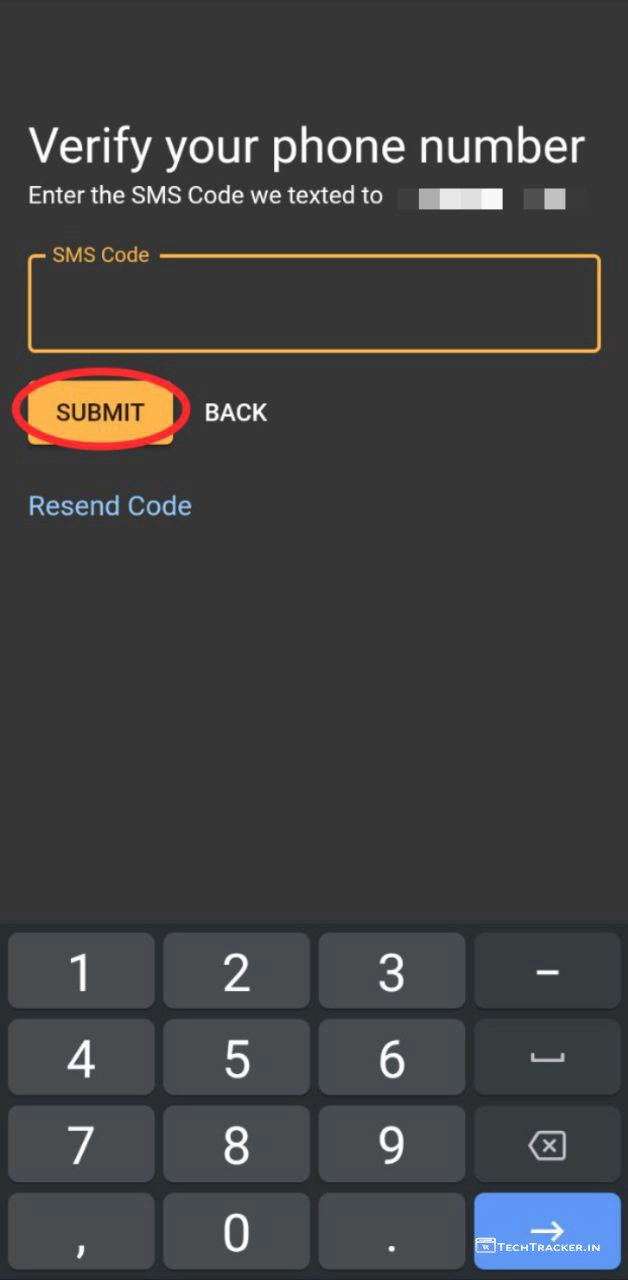 Verify your phone number
Enter the SMS Code we texted to
SMS Code
SUBMIT BACK
Resend Code
1 2 3 –
4 5 6
7 8 9
, 0 .
TECHTRACKER.IN